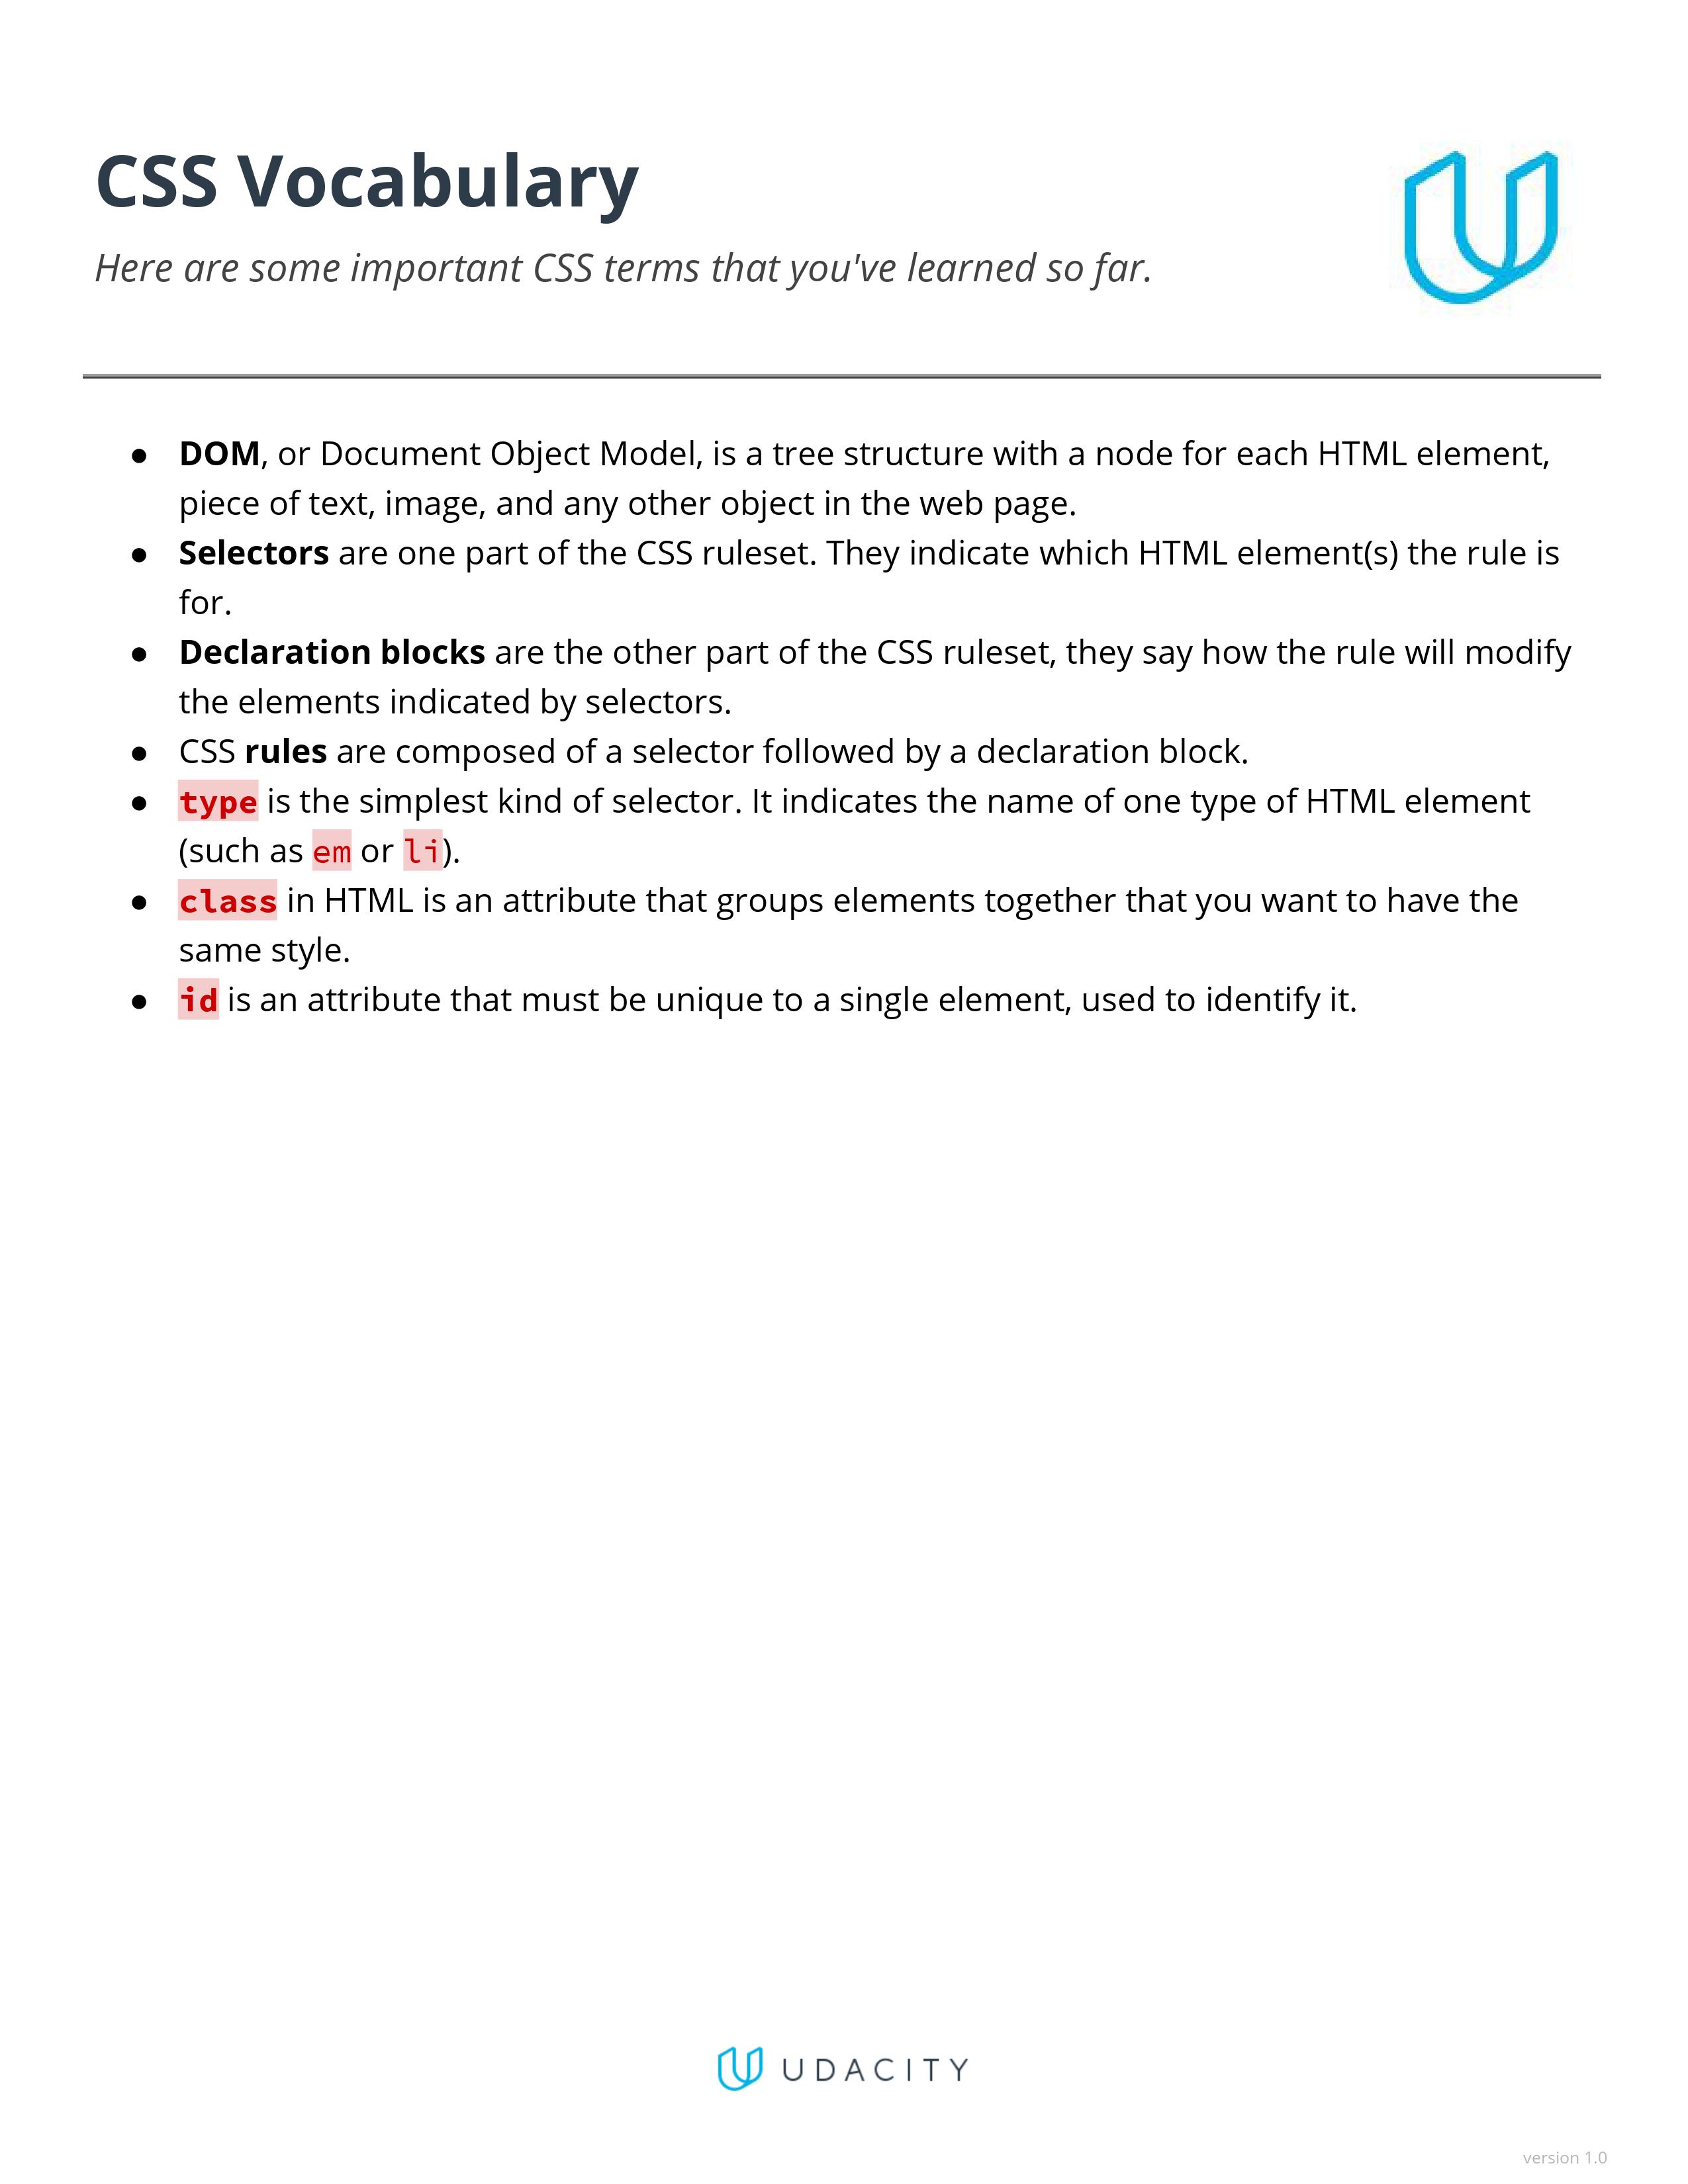 CSS Vocabulary
Here are some important CSS terms that you've learned so far.
● DOM, or Document Object Model, is a tree structure with a node for each HTML element,
piece of text, image, and any other object in the web page.
● Selectors are one part of the CSS ruleset. They indicate which HTML element(s) the rule is
for.
● Declaration blocks are the other part of the CSS ruleset, they say how the rule will modify
the elements indicated by selectors.
● CSS rules are composed of a selector followed by a declaration block.
● type is the simplest kind of selector. It indicates the name of one type of HTML element
(such as em or li).
● class in HTML is an attribute that groups elements together that you want to have the
same style.
● id is an attribute that must be unique to a single element, used to identify it.
UDACITY
version 1.0